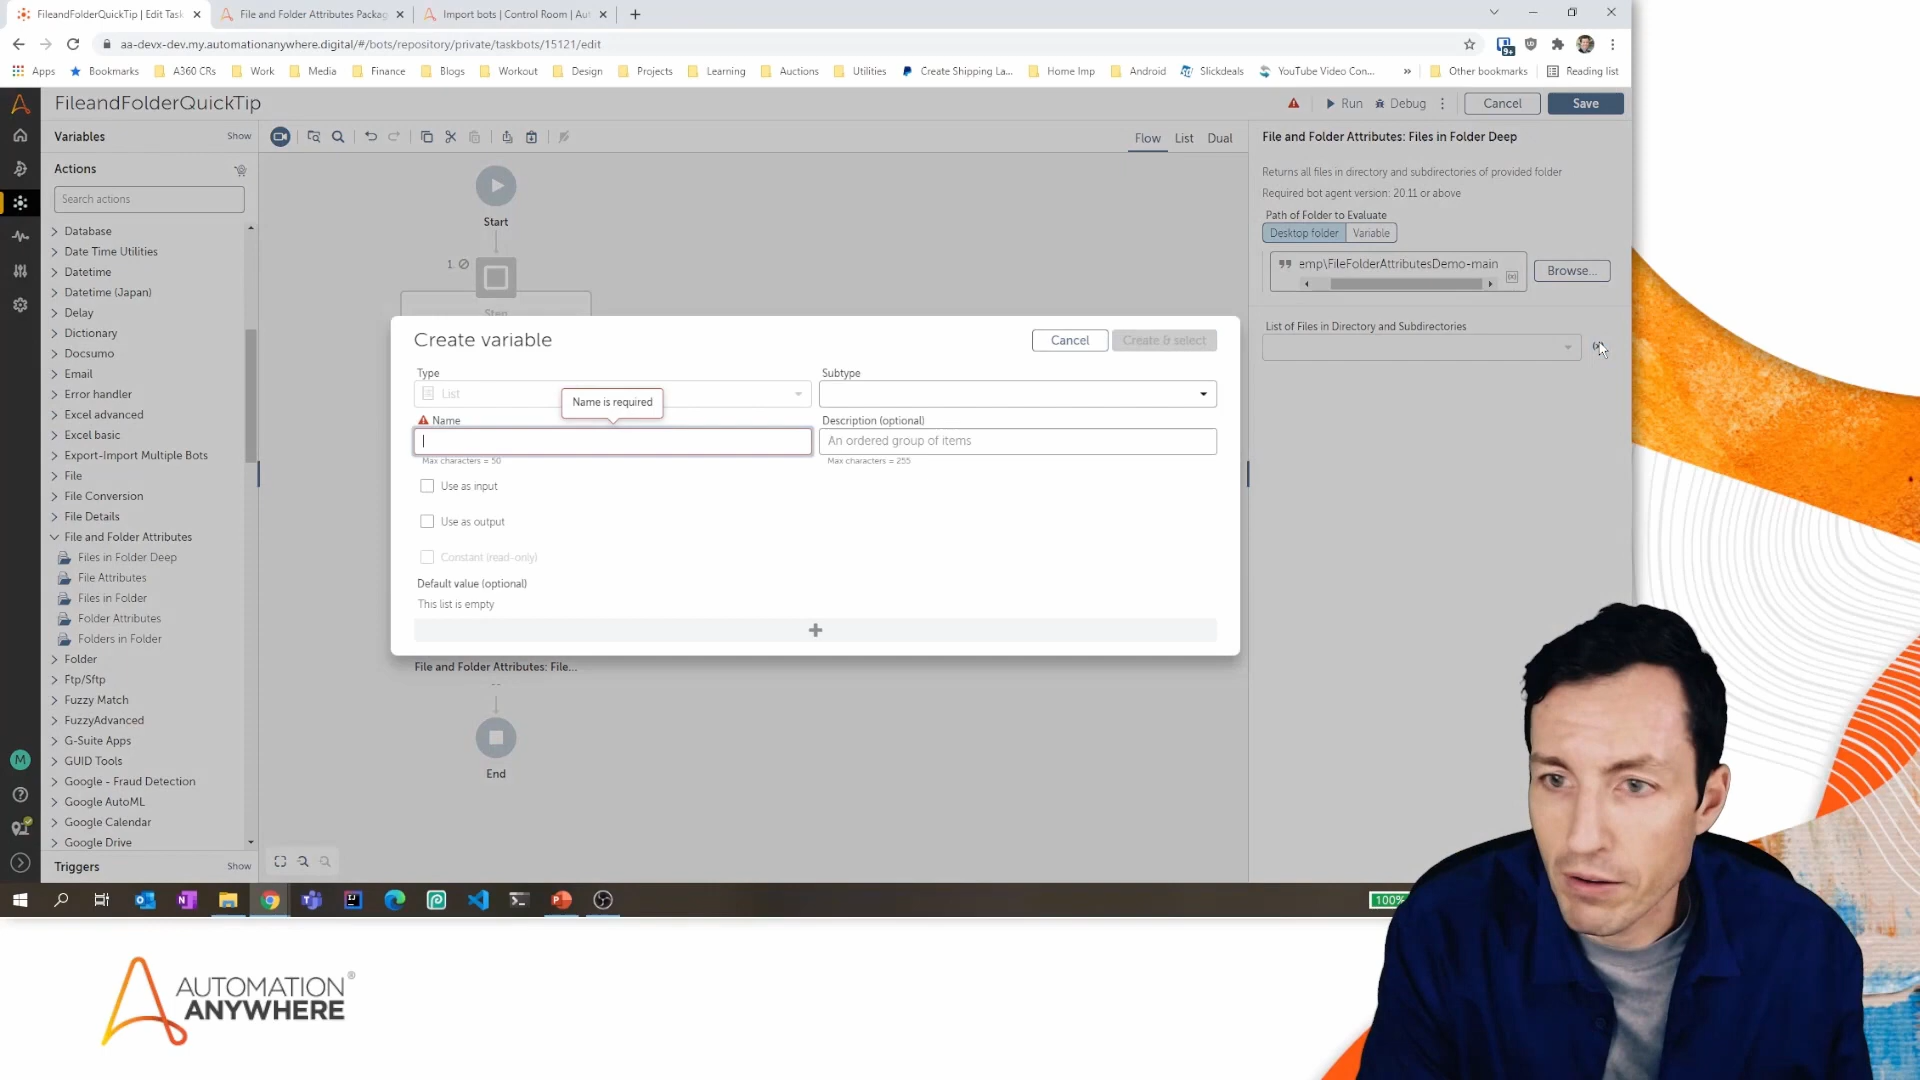 FileandFolderQuickTip | Edit Task
File and Folder Attributes Packag
Import bots | Control Room | Aut
aa-devx-dev.my.automationanywhere.digital/#/bots/repository/private/taskbots/15121/edit
Apps
Bookmarks
A360 CRs
Work
Media
Finance
Blogs
Workout
Design
Projects
Learning
Auctions
Utilities
Create Shipping La...
Home Imp
Android
Slickdeals
YouTube Video Con...
»
Other bookmarks
Reading list
FileandFolderQuickTip
Run
Debug
Cancel
Save
Variables
Show
Flow
List
Dual
File and Folder Attributes: Files in Folder Deep
Actions
Search actions
Returns all files in directory and subdirectories of provided folder
Required bot agent version: 20.11 or above
Path of Folder to Evaluate
Desktop folder
Variable
emp\FileFolderAttributesDemo-main
Browse...
List of Files in Directory and Subdirectories
Database
Date Time Utilities
Datetime
Datetime (Japan)
Delay
Dictionary
Docsumo
Email
Error handler
Excel advanced
Excel basic
Export-Import Multiple Bots
File
File Conversion
File Details
File and Folder Attributes
Files in Folder Deep
File Attributes
Files in Folder
Folder Attributes
Folders in Folder
Folder
Ftp/Sftp
Fuzzy Match
FuzzyAdvanced
G-Suite Apps
GUID Tools
Google - Fraud Detection
Google AutoML
Google Calendar
Google Drive
Triggers
Show
M
Start
1.
Step
Create variable
Cancel
Create & select
Type
List
Subtype
Name is required
Name
Max characters = 50
Description (optional)
An ordered group of items
Max characters = 255
Use as input
Use as output
Constant (read-only)
Default value (optional)
This list is empty
File and Folder Attributes: File...
End
100%
AUTOMATION®
ANYWHERE